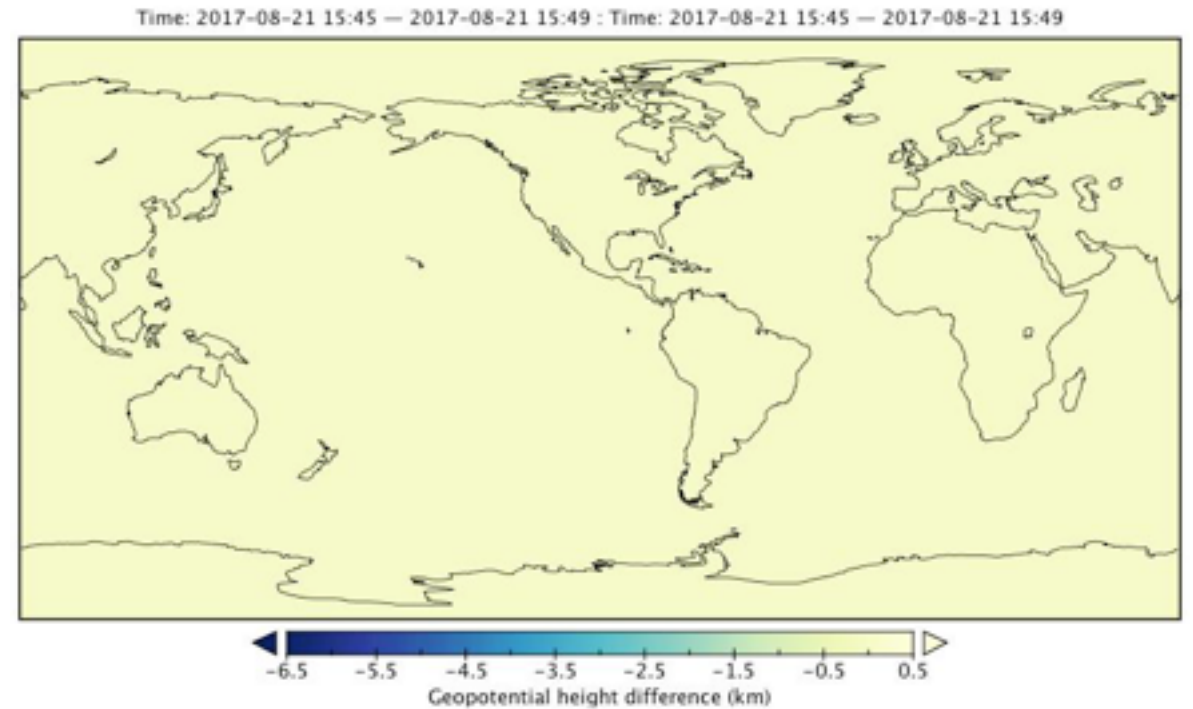 Time: 2017-08-21 15:45 — 2017-08-21 15:49 : Time: 2017-08-21 15:45 — 2017-08-21 15:49
-6.5 -5.5 -4.5 -3.5 -2.5 -1.5 -0.5 0.5
Geopotential height difference (km)